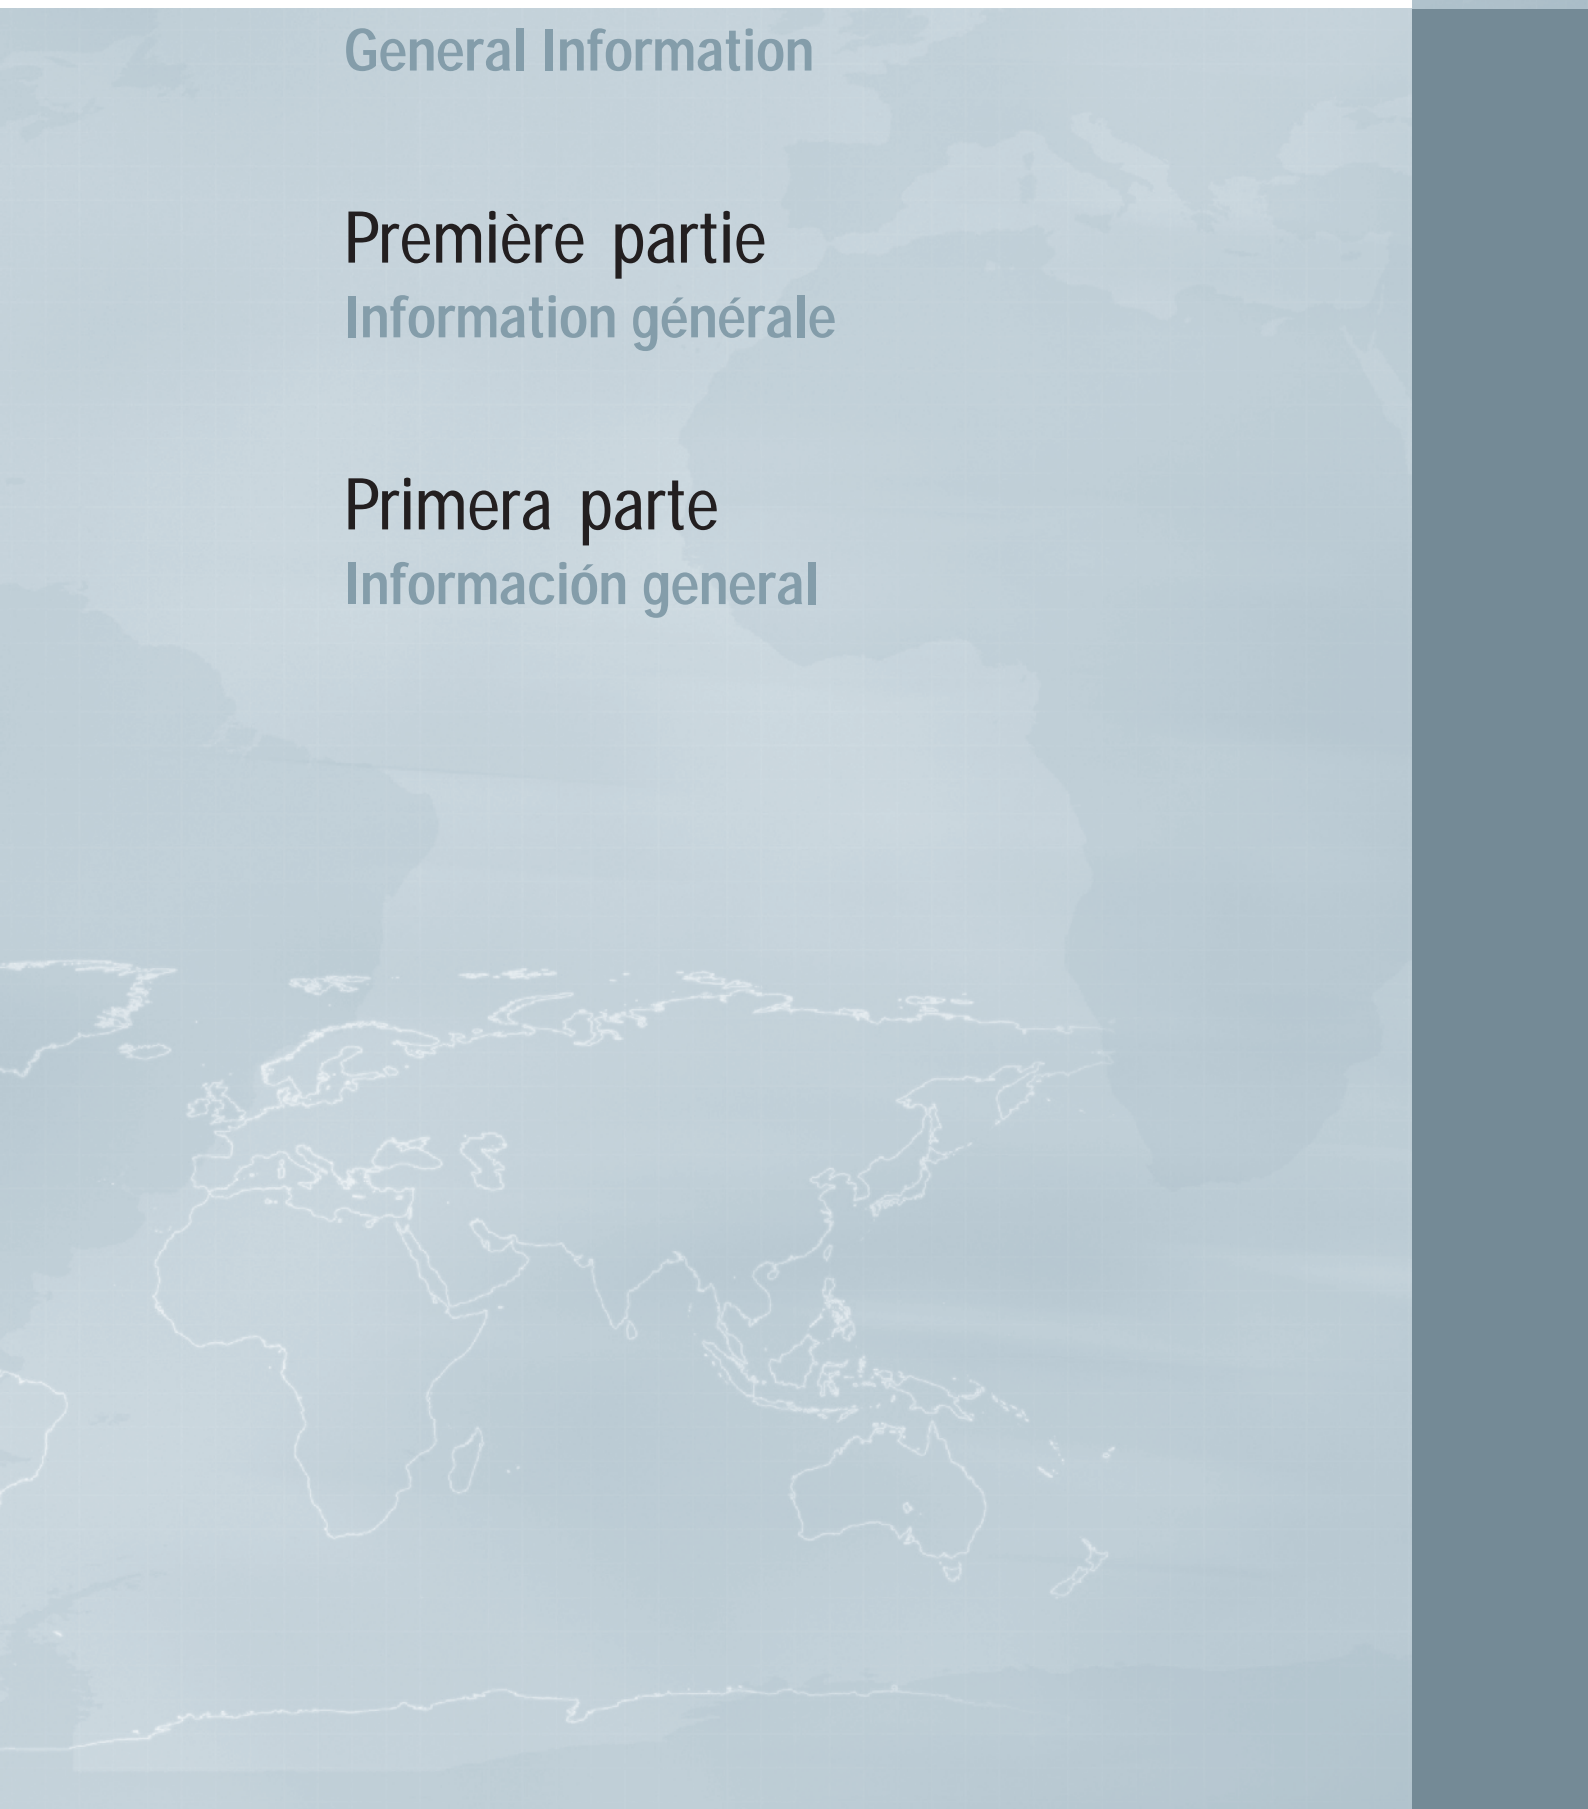 General Information
Première partie
Information générale
Primera parte
Información general